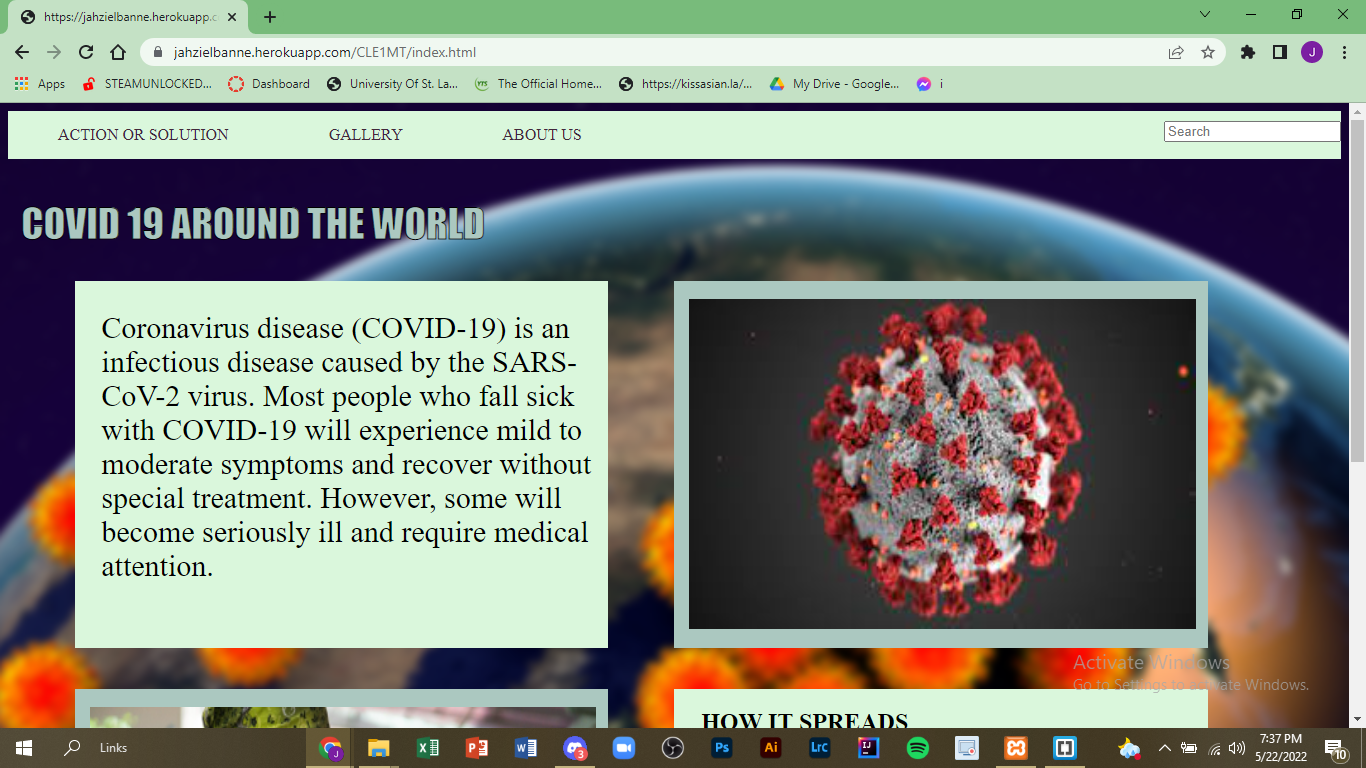 https://jahzielbanne.herokuapp.c
jahzielbanne.herokuapp.com/CLE1MT/index.html
J
Apps
STEAMUNLOCKED...
Dashboard
University Of St. La...
The Official Home...
https://kissasian.la/...
My Drive - Google...
i
ACTION OR SOLUTION
GALLERY
ABOUT US
Search
COVID 19 AROUND THE WORLD
Coronavirus disease (COVID-19) is an
infectious disease caused by the SARS-
CoV-2 virus. Most people who fall sick
with COVID-19 will experience mild to
moderate symptoms and recover without
special treatment. However, some will
become seriously ill and require medical
attention.
Activate Windows
Go to Settings to activate Windows.
HOW IT SPREADS
Links
J
3
Ps
Ai
LrC
IJ
7:37 PM
5/22/2022
10